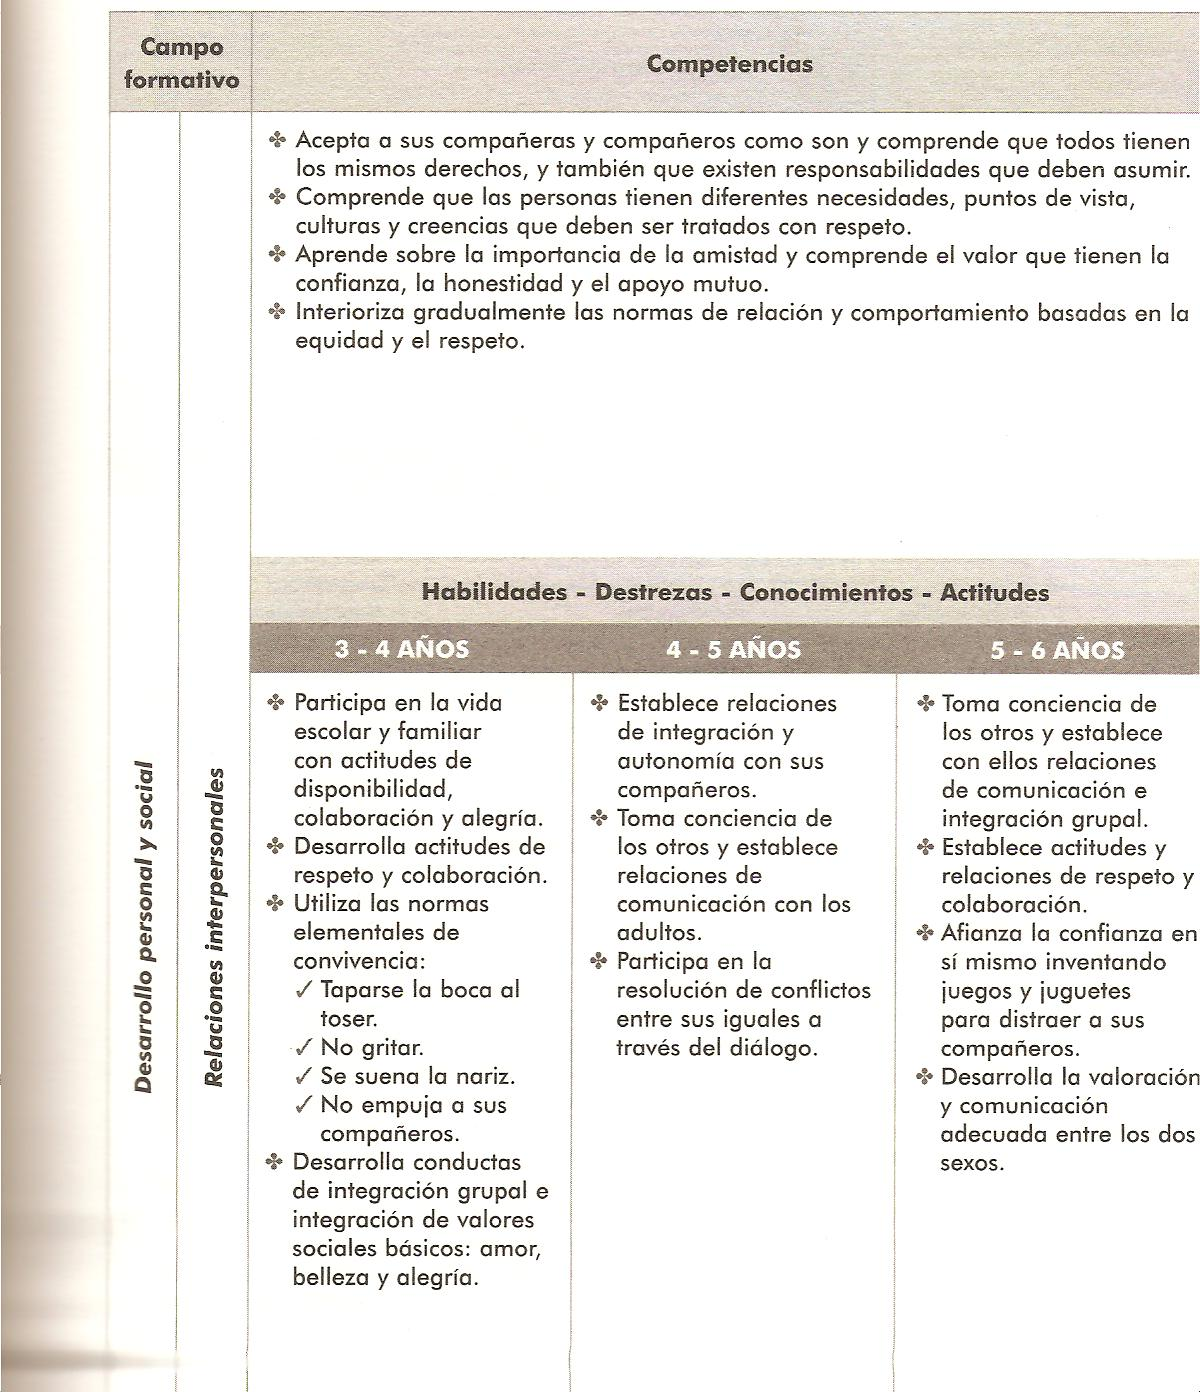 Campo
formativo
Competencias
Acepta a sus compañeras y compañeros como son y comprende que todos tienen
los mismos derechos, y también que existen responsabilidades que deben asumir.
Comprende que las personas tienen diferentes necesidades, puntos de vista,
culturas y creencias que deben ser tratados con respeto.
Aprende sobre la importancia de la amistad y comprende el valor que tienen la
confianza, la honestidad y el apoyo mutuo.
Interioriza gradualmente las normas de relación y comportamiento basadas en la
equidad y el respeto.
Desarrollo personal y social
Relaciones interpersonales
Habilidades - Destrezas - Conocimientos - Actitudes
3 - 4 AÑOS
Participa en la vida
escolar y familiar
con actitudes de
disponibilidad,
colaboración y alegría.
Desarrolla actitudes de
respeto y colaboración.
Utiliza las normas
elementales de
convivencia:
✓ Taparse la boca al
toser.
✓ No gritar.
✓ Se suena la nariz.
✓ No empuja a sus
compañeros.
Desarrolla conductas
de integración grupal e
integración de valores
sociales básicos: amor,
belleza y alegría.
4 - 5 AÑOS
Establece relaciones
de integración y
autonomía con sus
compañeros.
Toma conciencia de
los otros y establece
relaciones de
comunicación con los
adultos.
Participa en la
resolución de conflictos
entre sus iguales a
través del diálogo.
5 - 6 AÑOS
Toma conciencia de
los otros y establece
con ellos relaciones
de comunicación e
integración grupal.
Establece actitudes y
relaciones de respeto y
colaboración.
Afianza la confianza en
sí mismo inventando
juegos y juguetes
para distraer a sus
compañeros.
Desarrolla la valoración
y comunicación
adecuada entre los dos
sexos.